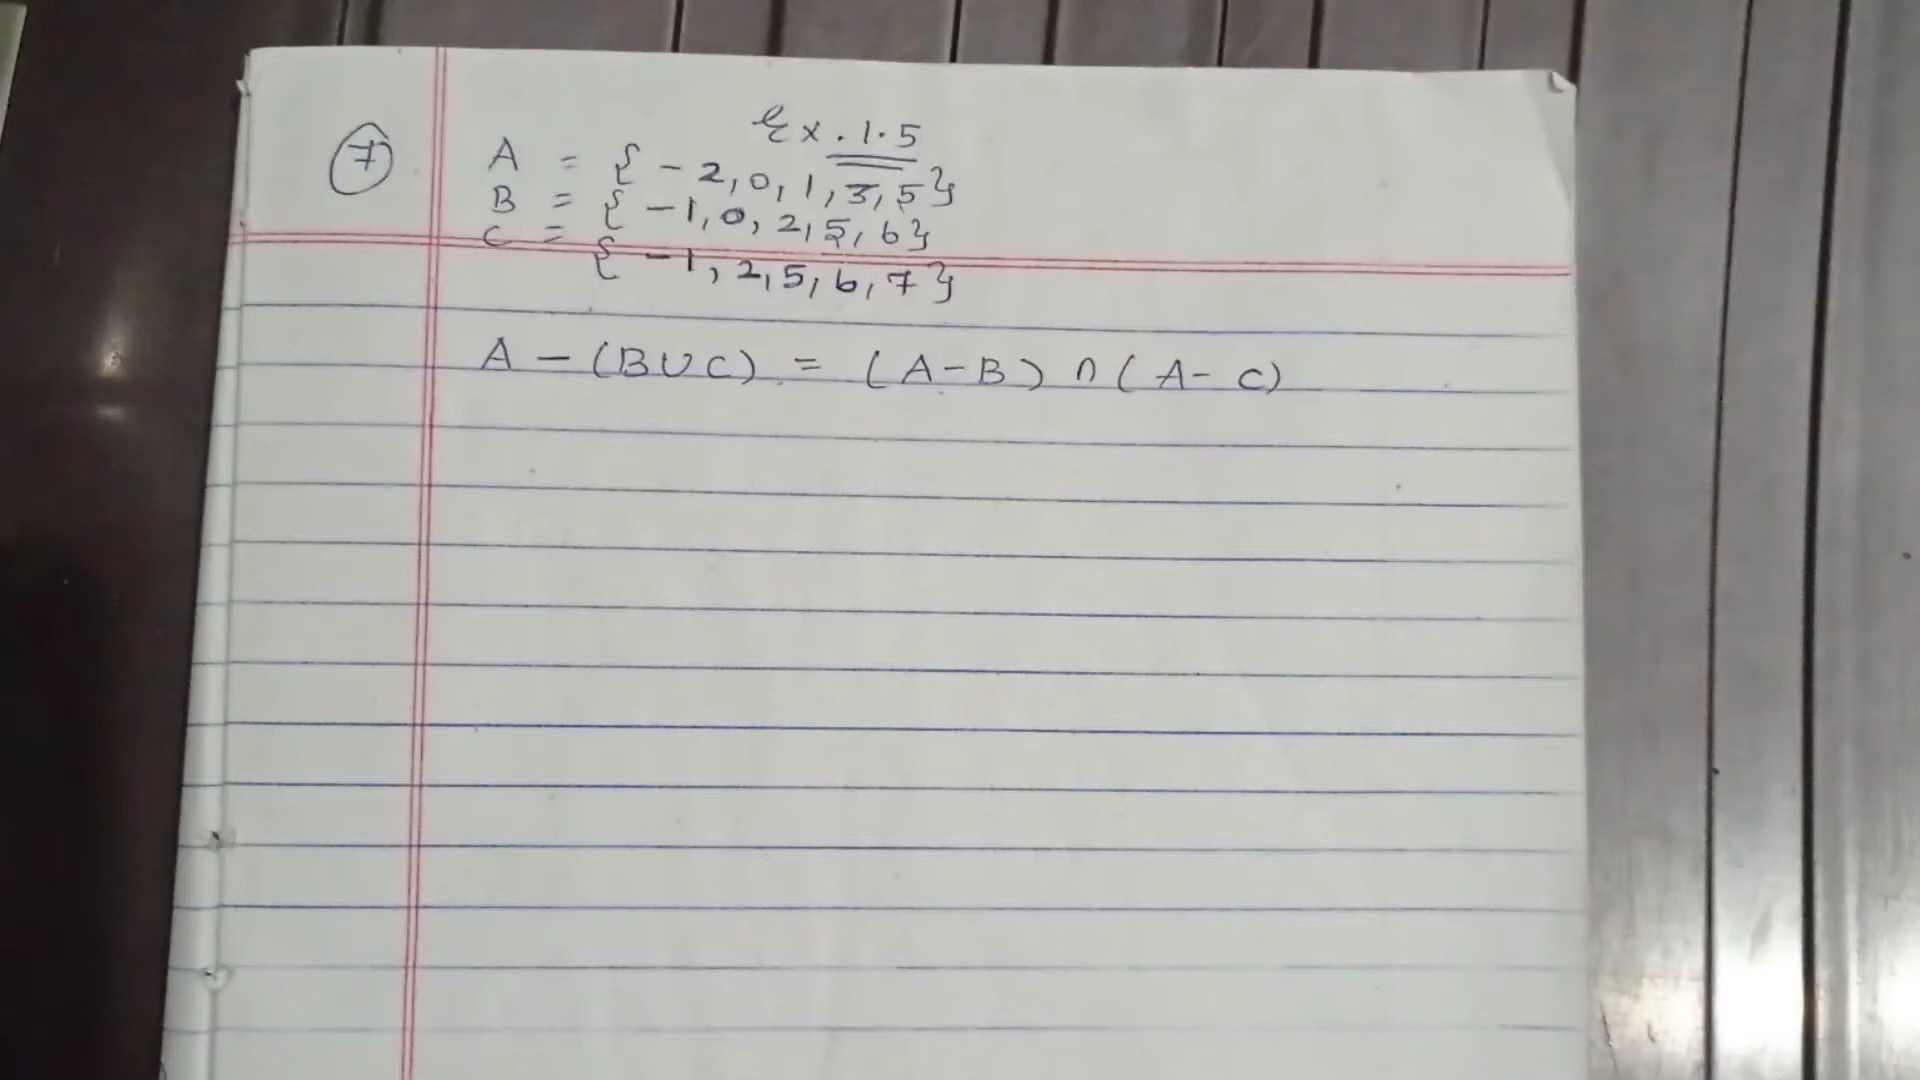 Ex. 1.5
7 A = { -2, 0, 1, 3, 5}
B = { -1, 0, 2, 5, 6}
C = { -1, 2, 5, 6, 7}
A - (B∪C) = (A-B) ∩ (A-C)